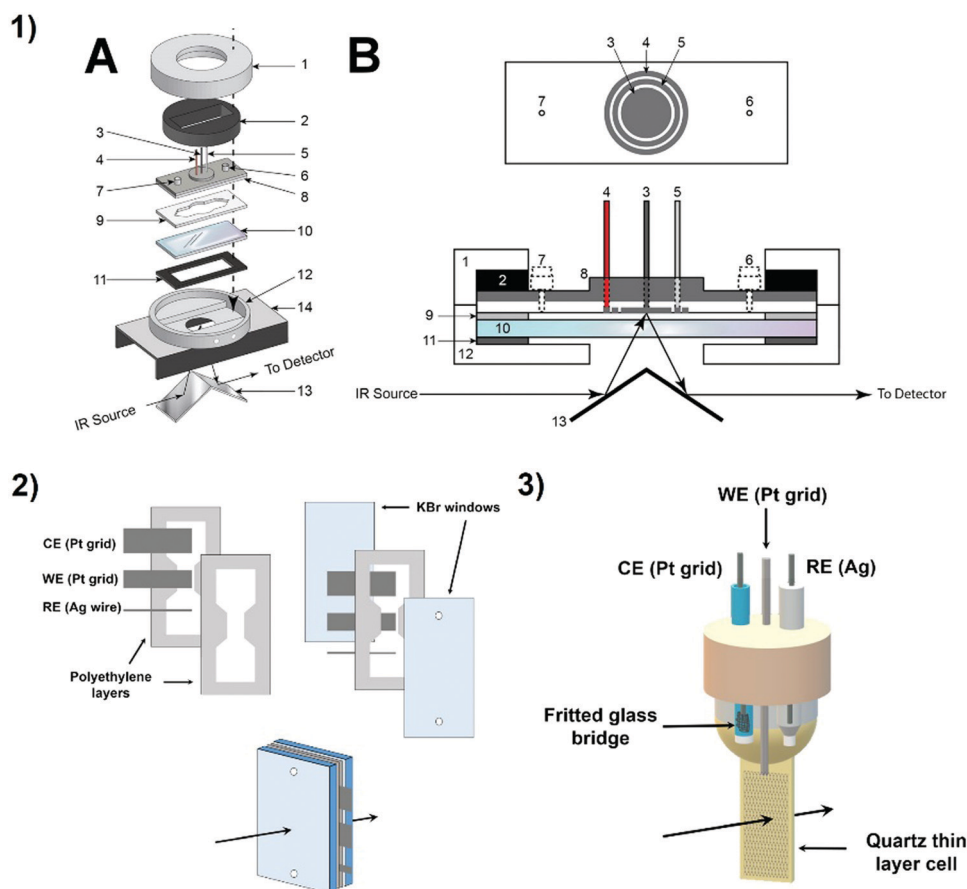 1)
A
1
2
3
4
5
6
7
8
9
10
11
12
14
To Detector
13
IR Source
B
3
4
5
7
6
4
3
5
1
7
6
2
8
9
10
11
12
IR Source
To Detector
13
2)
CE (Pt grid)
WE (Pt grid)
RE (Ag wire)
Polyethylene
layers
KBr windows
3)
WE (Pt grid)
CE (Pt grid)
RE (Ag)
Fritted glass
bridge
Quartz thin
layer cell